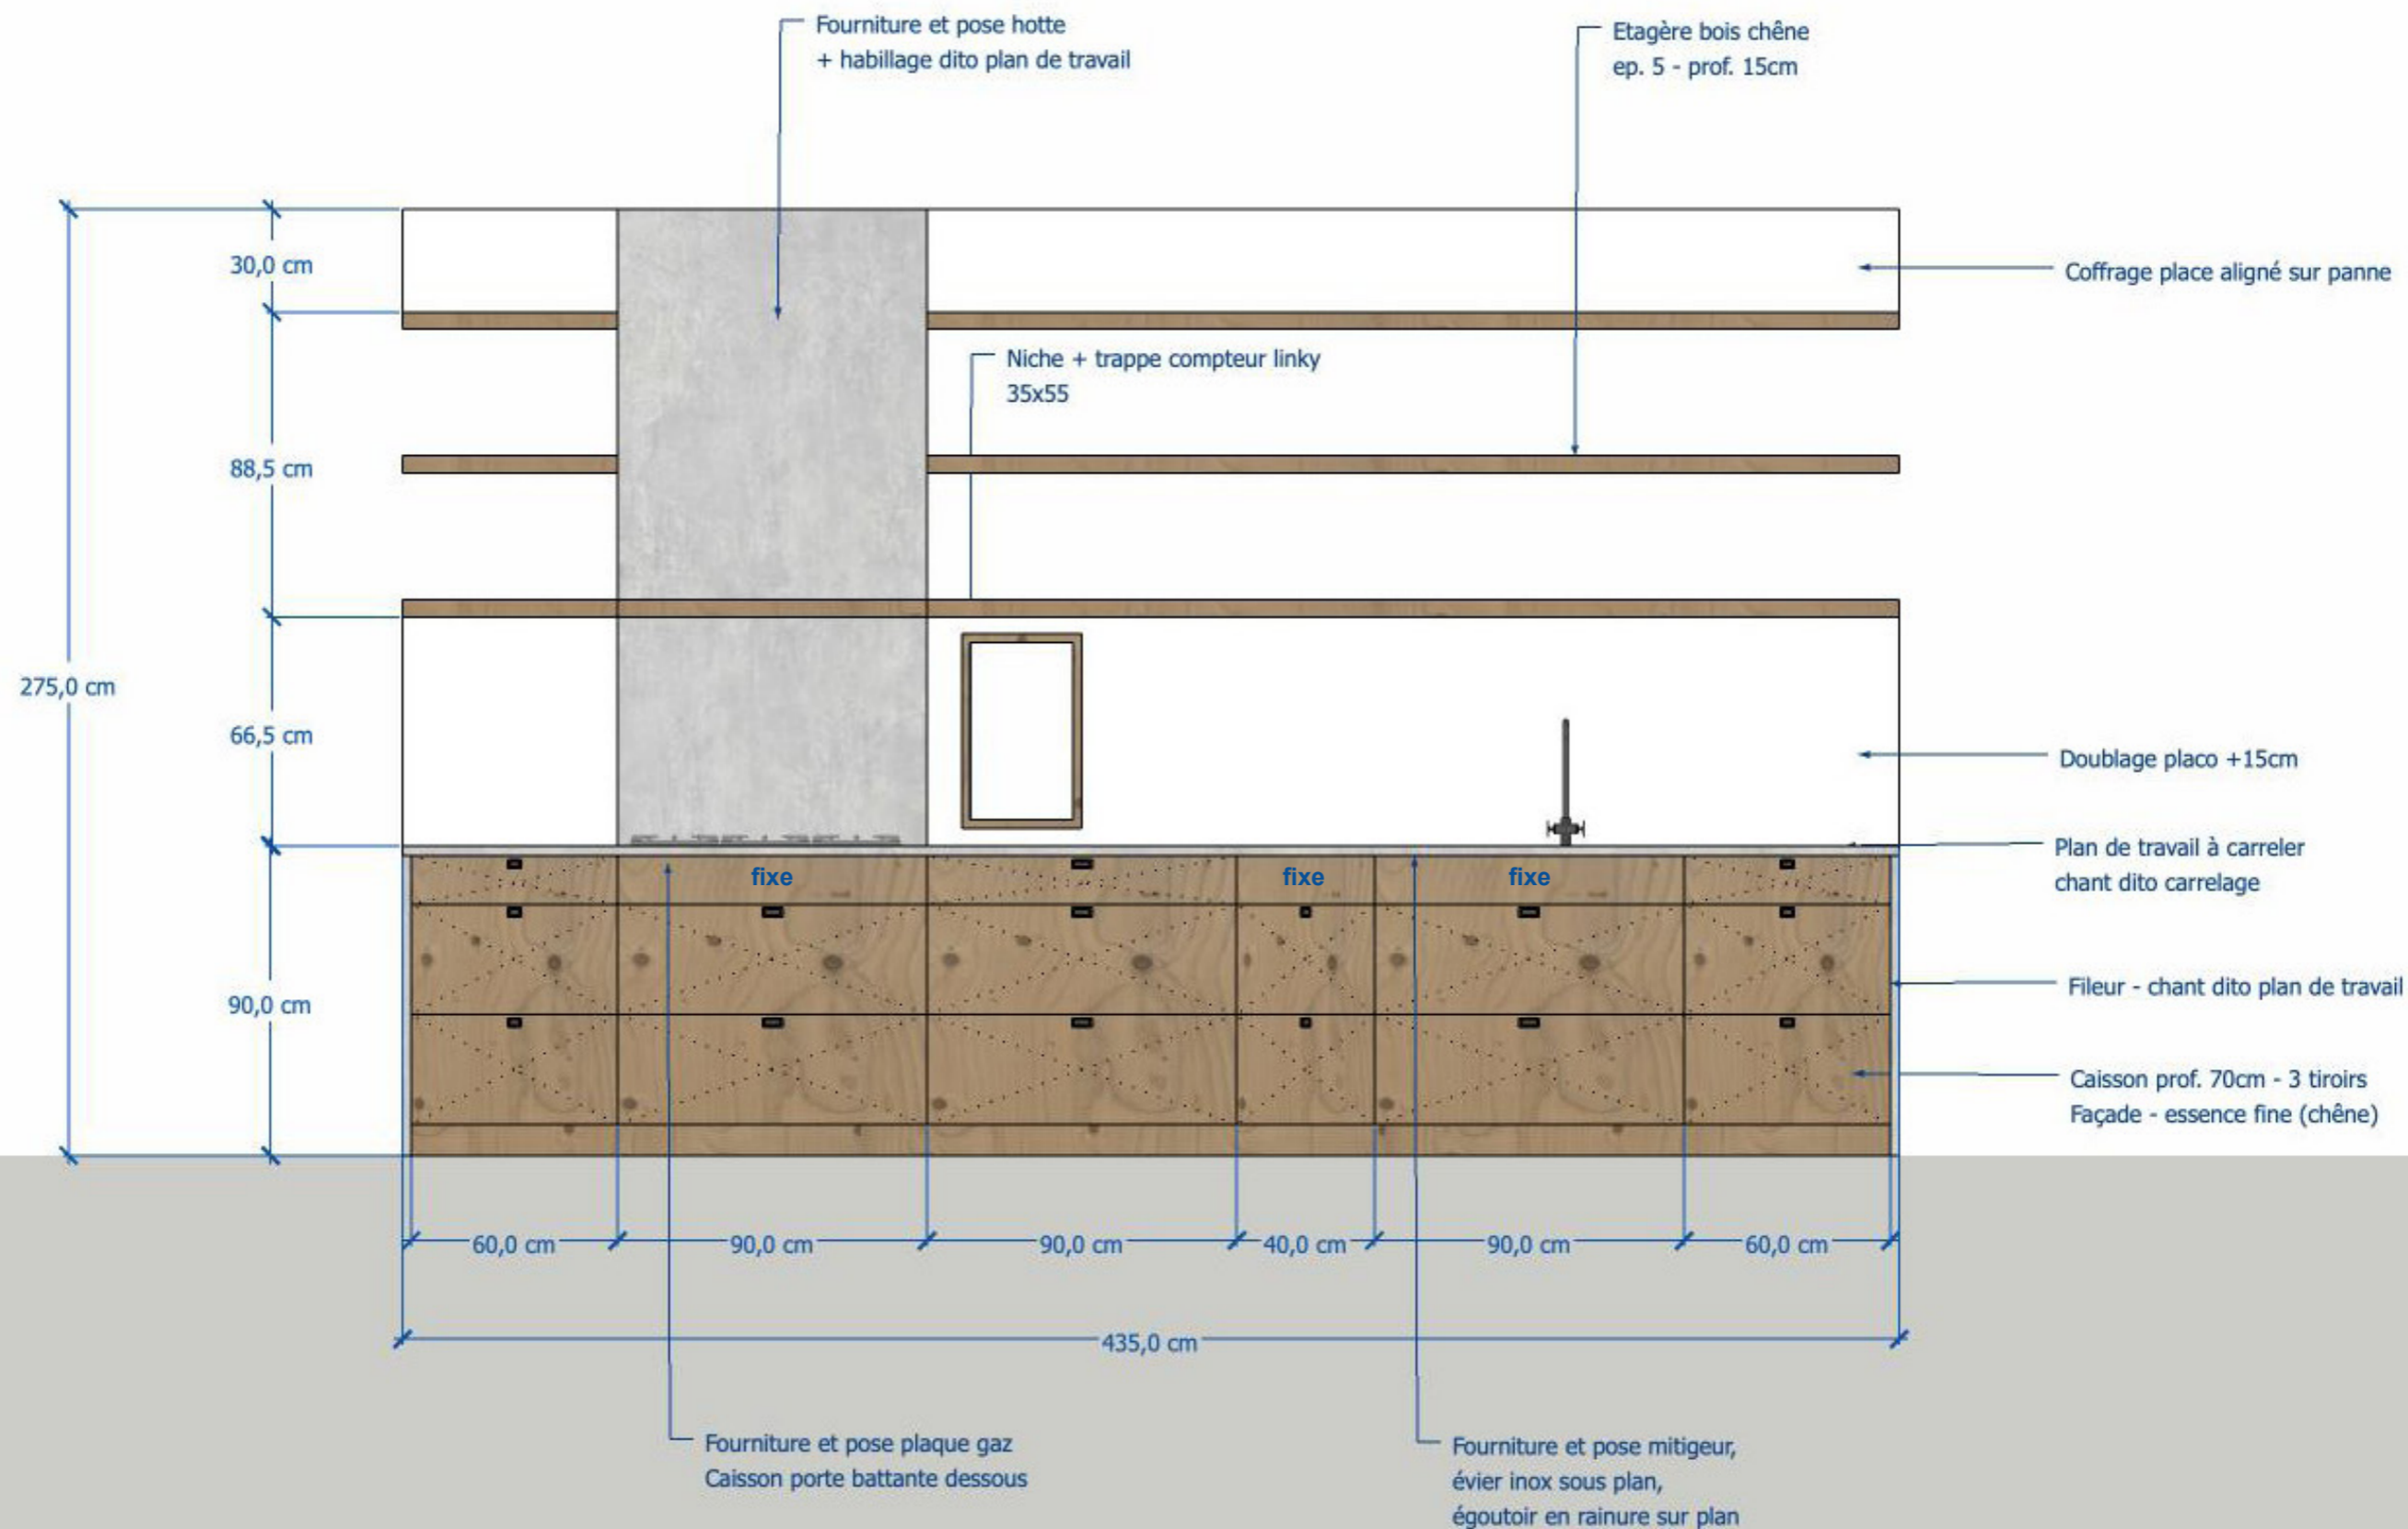 Fourniture et pose hotte
+ habillage dito plan de travail
Etagère bois chêne
ep. 5 - prof. 15cm
30,0 cm
Coffrage place aligné sur panne
Niche + trappe compteur linky
35x55
88,5 cm
275,0 cm
66,5 cm
Doublage placo +15cm
Plan de travail à carreler
chant dito carrelage
fixe
fixe
fixe
90,0 cm
Fileur - chant dito plan de travail
Caisson prof. 70cm - 3 tiroirs
Façade - essence fine (chêne)
60,0 cm
90,0 cm
90,0 cm
40,0 cm
90,0 cm
60,0 cm
435,0 cm
Fourniture et pose plaque gaz
Caisson porte battante dessous
Fourniture et pose mitigeur,
évier inox sous plan,
égoutoir en rainure sur plan